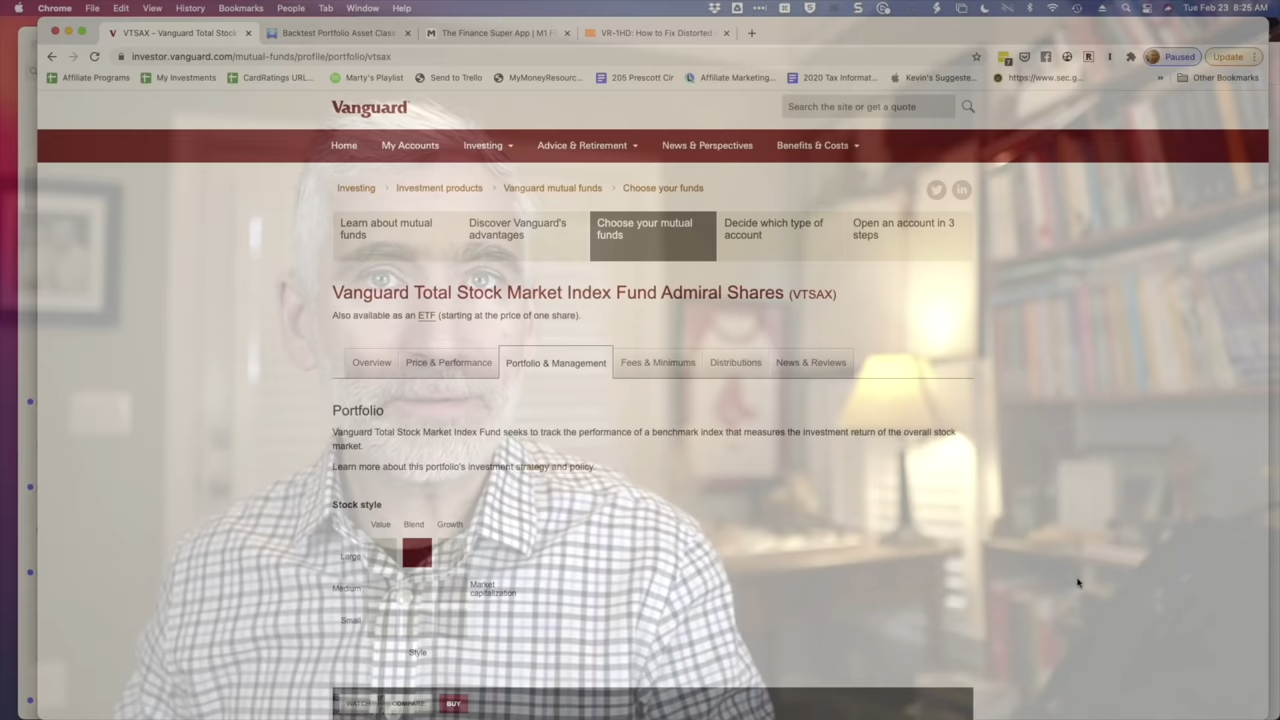 Chrome File Edit View History Bookmarks People Tab Window Help Tue Feb 23 8:25 AM
VTSAX - Vanguard Total Stock Backtest Portfolio Asset Class The Finance Super App | M1 Fi VR-1HD: How to Fix Distorted
investor.vanguard.com/mutual-funds/profile/portfolio/vtsax Paused Update
Affiliate Programs My Investments CardRatings URL... Marty's Playlist Send to Trello MyMoneyResourc... 205 Prescott Cir Affiliate Marketing... 2020 Tax Informat... Kevin's Suggeste... https://www.sec.g... » Other Bookmarks
Vanguard Search the site or get a quote
Home My Accounts Investing Advice & Retirement News & Perspectives Benefits & Costs
Investing Investment products Vanguard mutual funds Choose your funds
Learn about mutual funds
Discover Vanguard's advantages
Choose your mutual funds
Decide which type of account
Open an account in 3 steps
Vanguard Total Stock Market Index Fund Admiral Shares (VTSAX)
Also available as an ETF (starting at the price of one share).
Overview Price & Performance Portfolio & Management Fees & Minimums Distributions News & Reviews
Portfolio
Vanguard Total Stock Market Index Fund seeks to track the performance of a benchmark index that measures the investment return of the overall stock
market.
Learn more about this portfolio's investment strategy and policy.
Stock style
Value Blend Growth
Large
Medium
Market
capitalization
Small
Style
WATCH COMPARE BUY